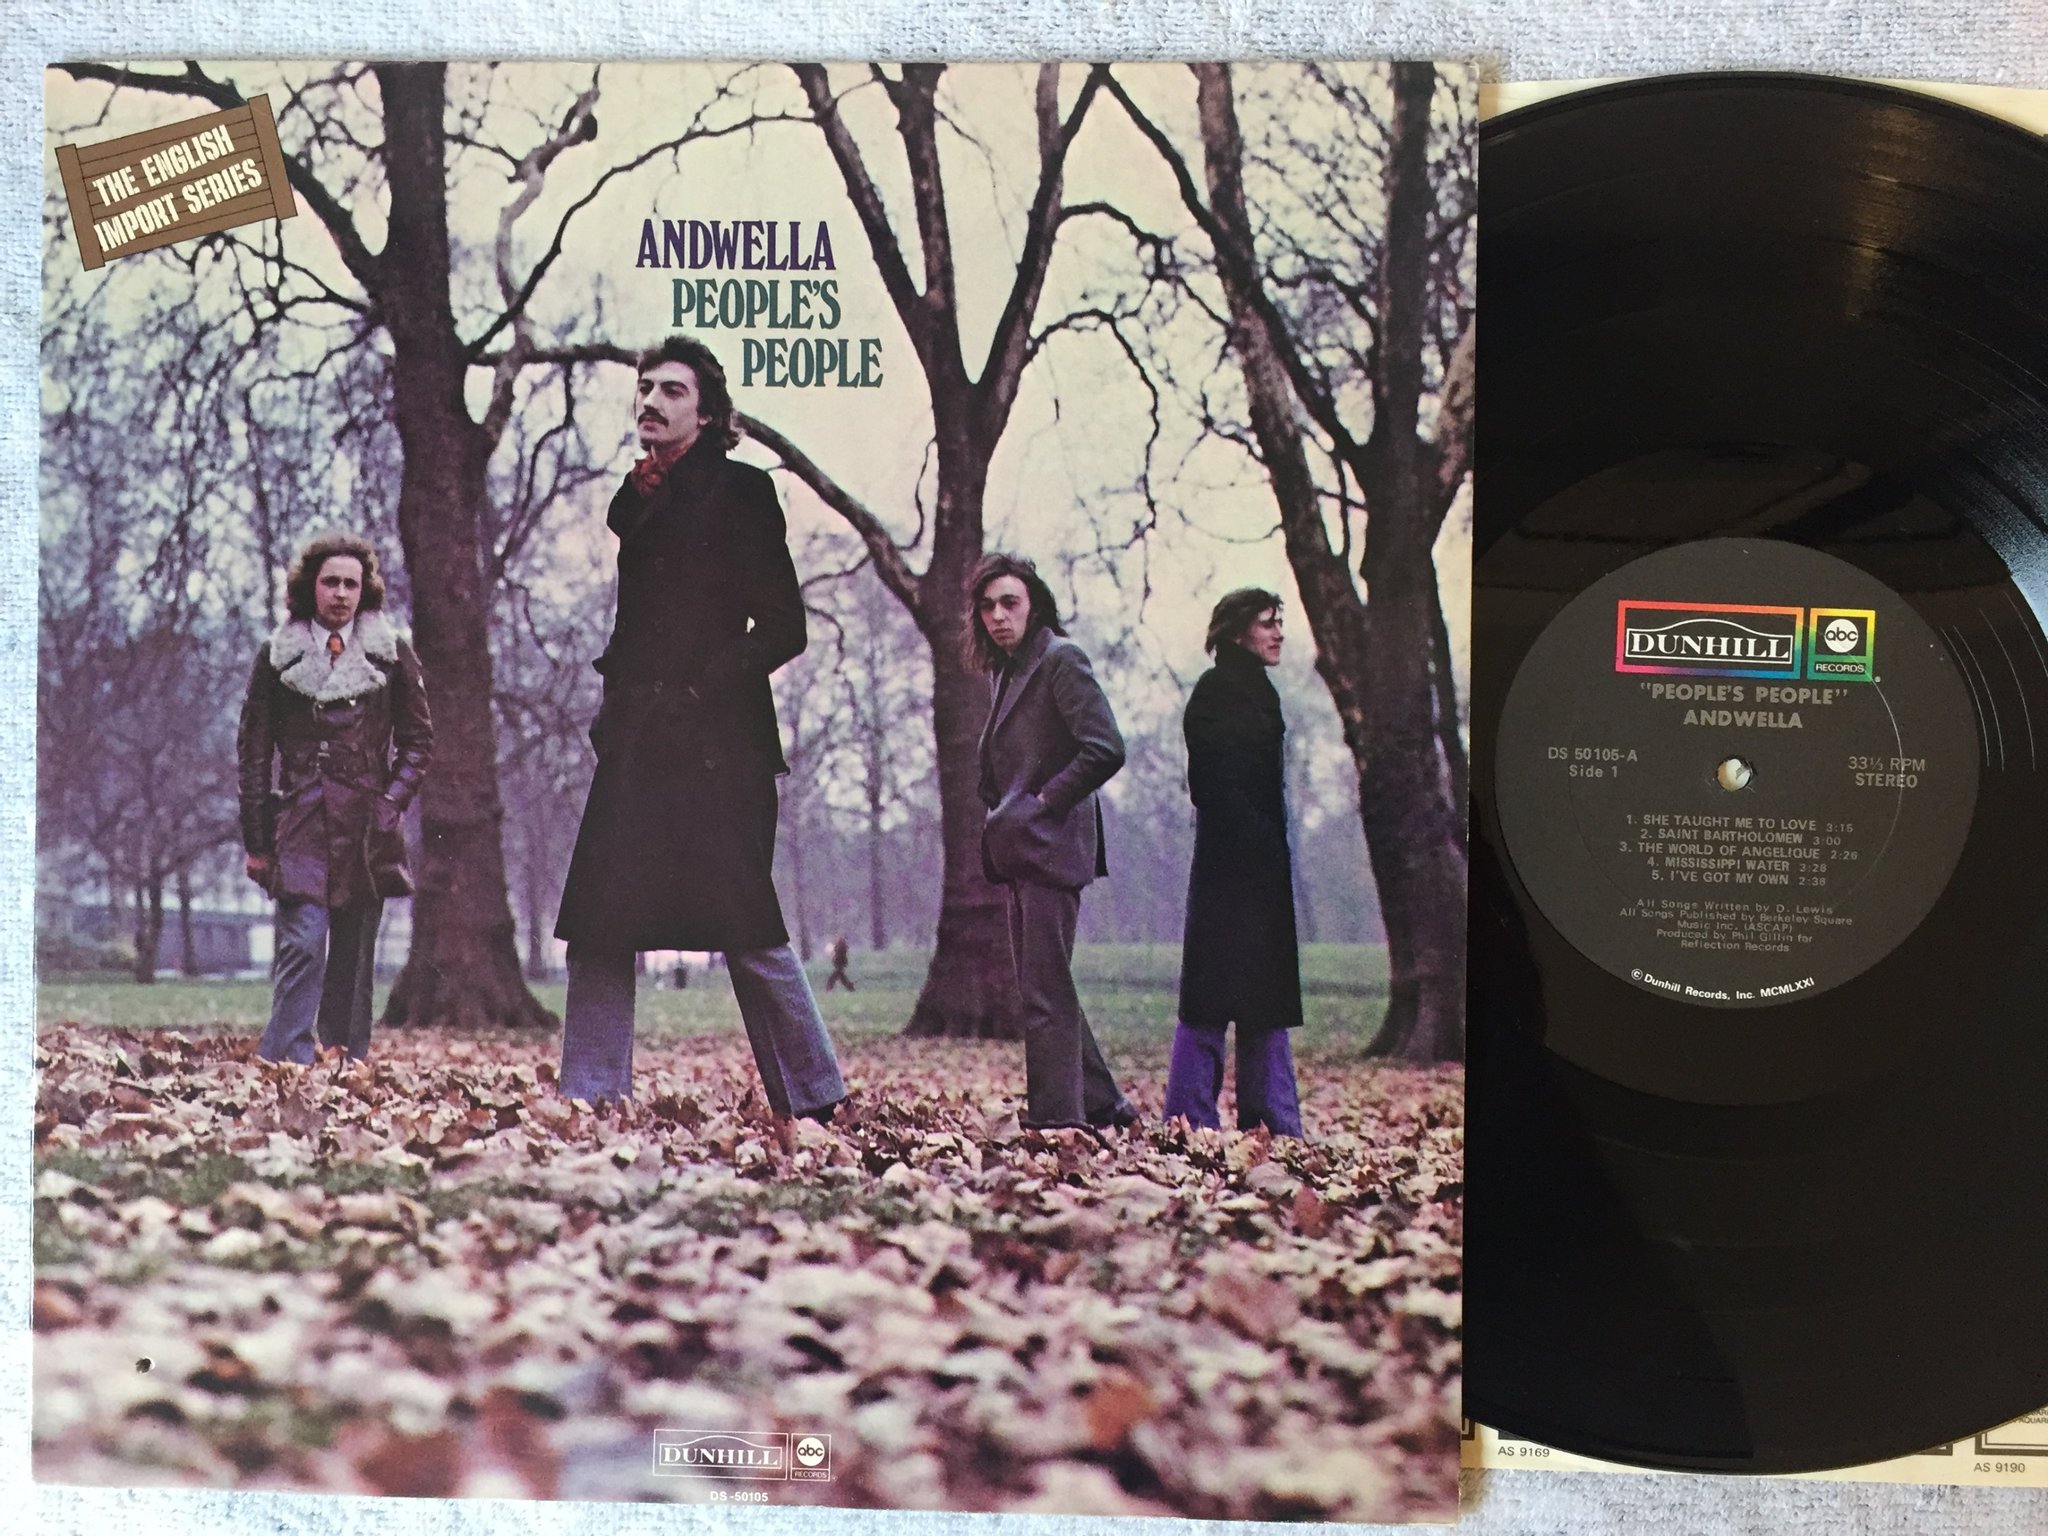 THE ENGLISH
IMPORT SERIES
ANDWELLA
PEOPLE'S
PEOPLE
DUNHILL
abc
RECORDS
DS-50105
DUNHILL
abc
RECORDS
"PEOPLE'S PEOPLE"
ANDWELLA
DS 50105-A
Side 1
33⅓ RPM
STEREO
1. SHE TAUGHT ME TO LOVE 3:15
2. SAINT BARTHOLOMEW 3:00
3. THE WORLD OF ANGELIQUE 2:26
4. MISSISSIPPI WATER 3:26
5. I'VE GOT MY OWN 2:38
All Songs Written by D. Lewis
All Songs Published by Berkeley Square
Music Inc. (ASCAP)
Produced by Phil Gillin for
Reflection Records
© Dunhill Records, Inc. MCMLXXI
AS 9169
AS 9190